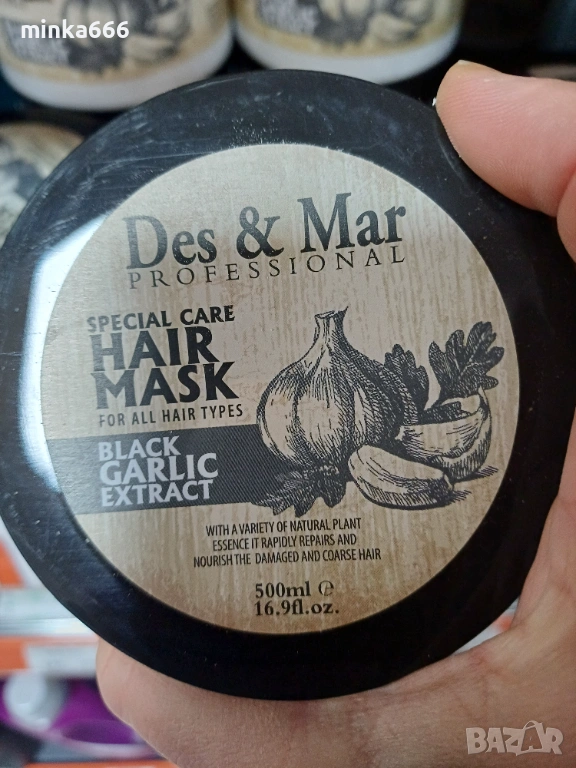 minka666
Des & Mar
PROFESSIONAL
SPECIAL CARE
HAIR
MASK
FOR ALL HAIR TYPES
BLACK
GARLIC
EXTRACT
WITH A VARIETY OF NATURAL PLANT
ESSENCE IT RAPIDLY REPAIRS AND
NOURISH THE DAMAGED AND COARSE HAIR
500ml ℮
16.9fl.oz.
BAZAR